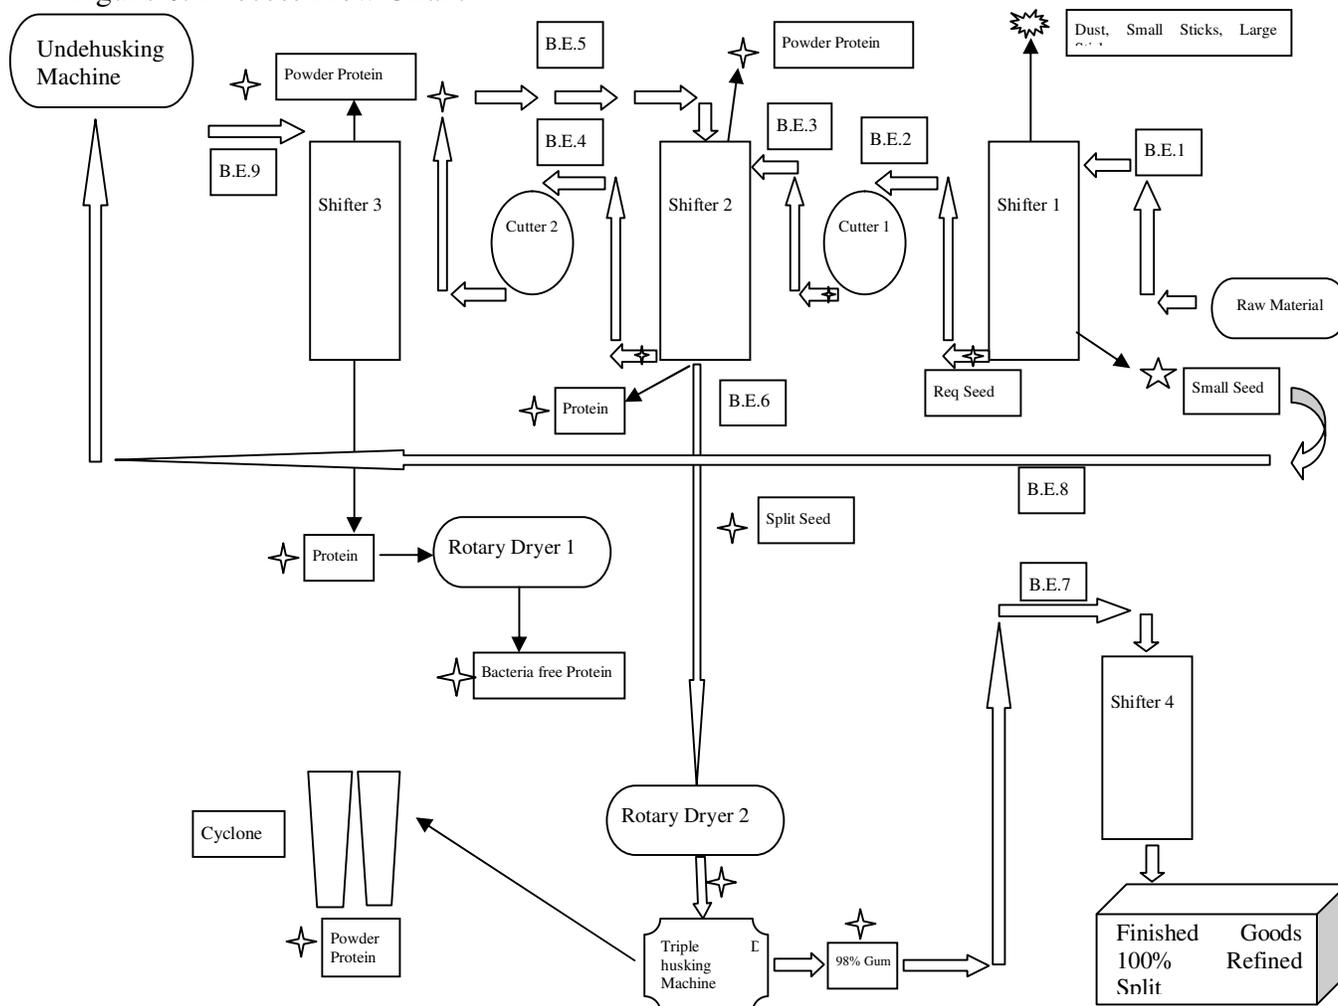 Undehusking
Machine
B.E.5
Powder Protein
Dust, Small Sticks, Large
Powder Protein
B.E.9
B.E.4
B.E.3
B.E.2
B.E.1
Shifter 3
Cutter 2
Shifter 2
Cutter 1
Shifter 1
Raw Material
Protein
B.E.6
Req Seed
Small Seed
B.E.8
Split Seed
Protein
Rotary Dryer 1
B.E.7
Bacteria free Protein
Shifter 4
Cyclone
Rotary Dryer 2
Powder
Protein
Triple
husking
Machine
98% Gum
Finished Goods
100% Refined
Split